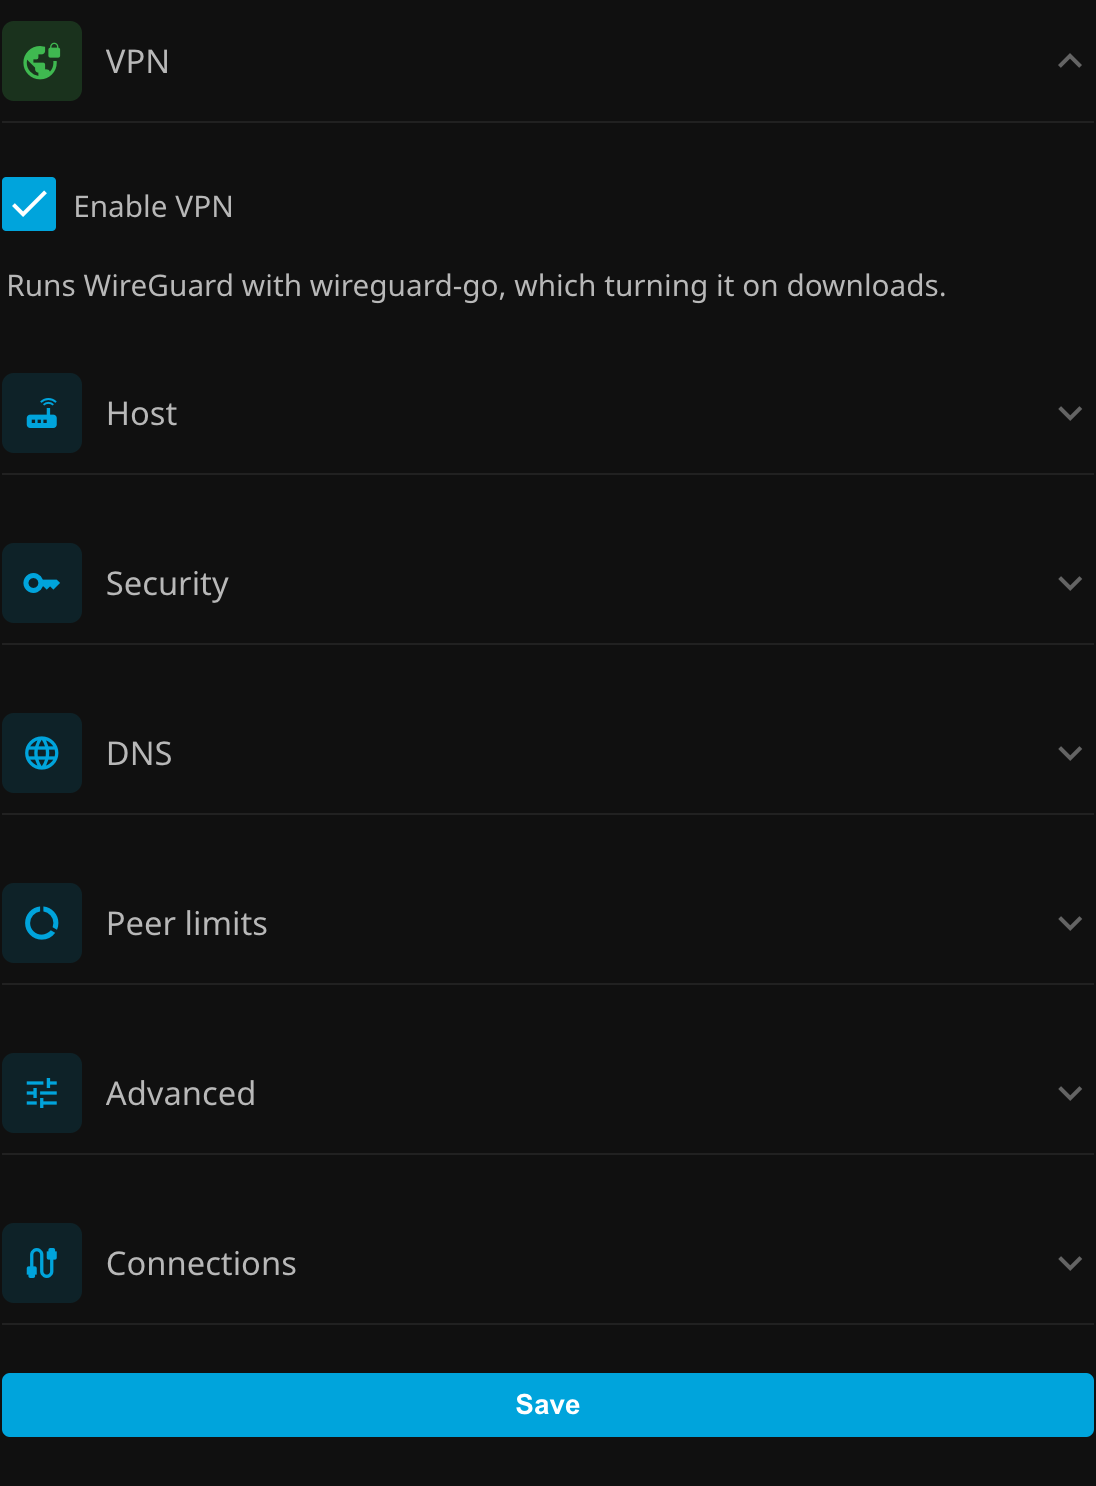 VPN
Enable VPN
Runs WireGuard with wireguard-go, which turning it on downloads.
Host
Security
DNS
Peer limits
Advanced
Connections
Save